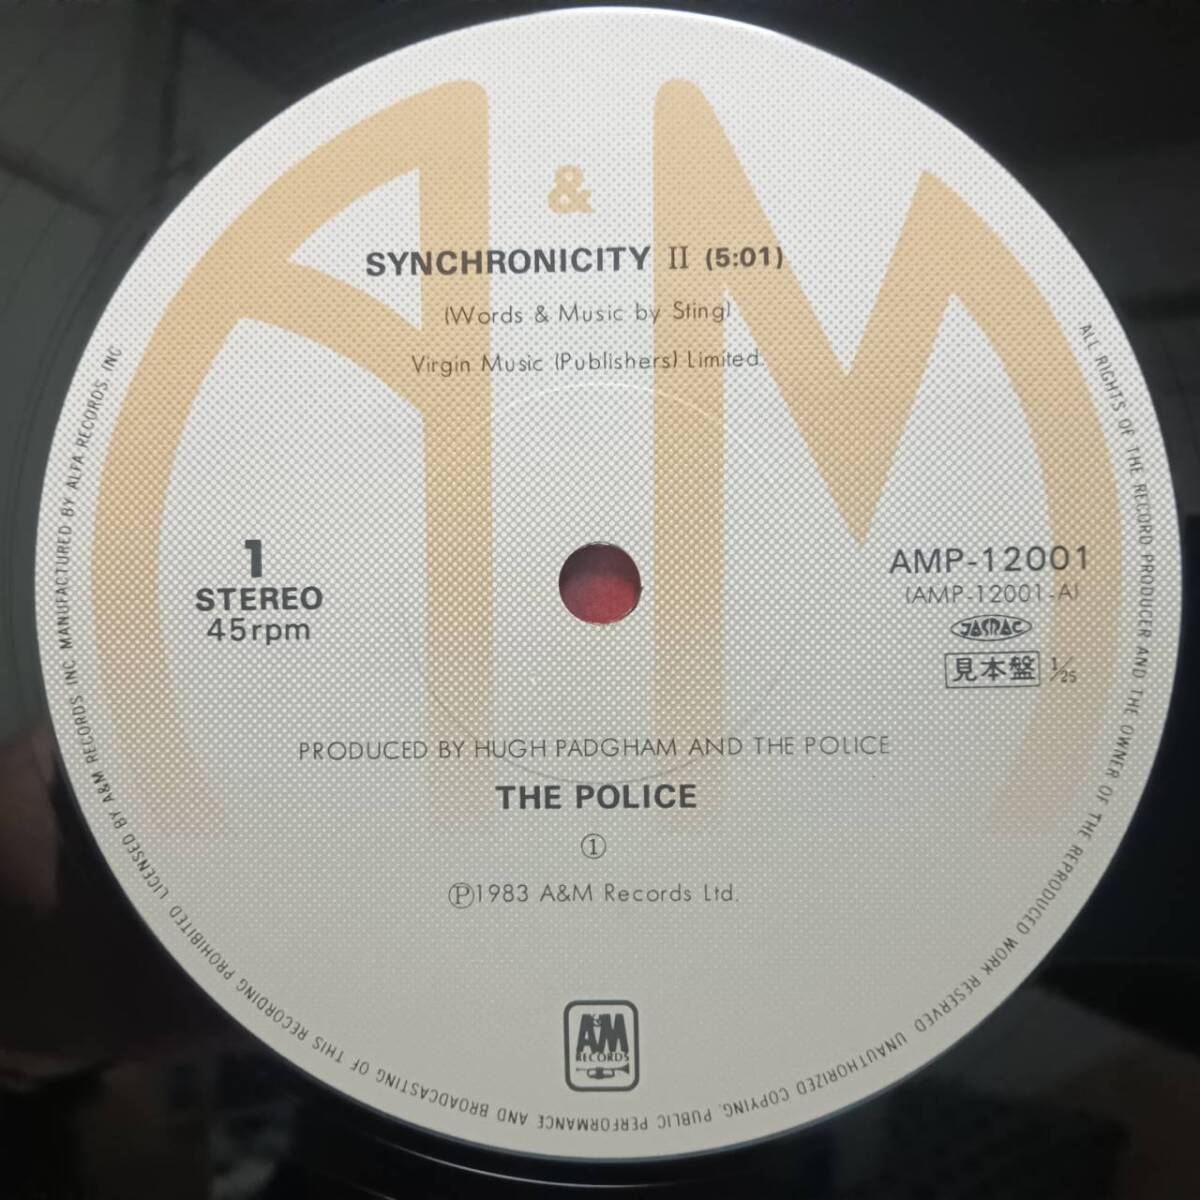 A&M
SYNCHRONICITY II (5:01)
(Words & Music by Sting)
Virgin Music (Publishers) Limited.
1
STEREO
45rpm
AMP-12001
(AMP-12001-A)
JASRAC
見本盤 1/25
PRODUCED BY HUGH PADGHAM AND THE POLICE
THE POLICE
①
Ⓟ1983 A&M Records Ltd.
A&M
RECORDS
ALL RIGHTS OF THE RECORD PRODUCER AND THE OWNER OF THE REPRODUCED WORK RESERVED UNAUTHORIZED COPYING, PUBLIC PERFORMANCE AND BROADCASTING OF THIS RECORDING PROHIBITED LICENSED BY A&M RECORDS INC MANUFACTURED BY ALFA RECORDS INC